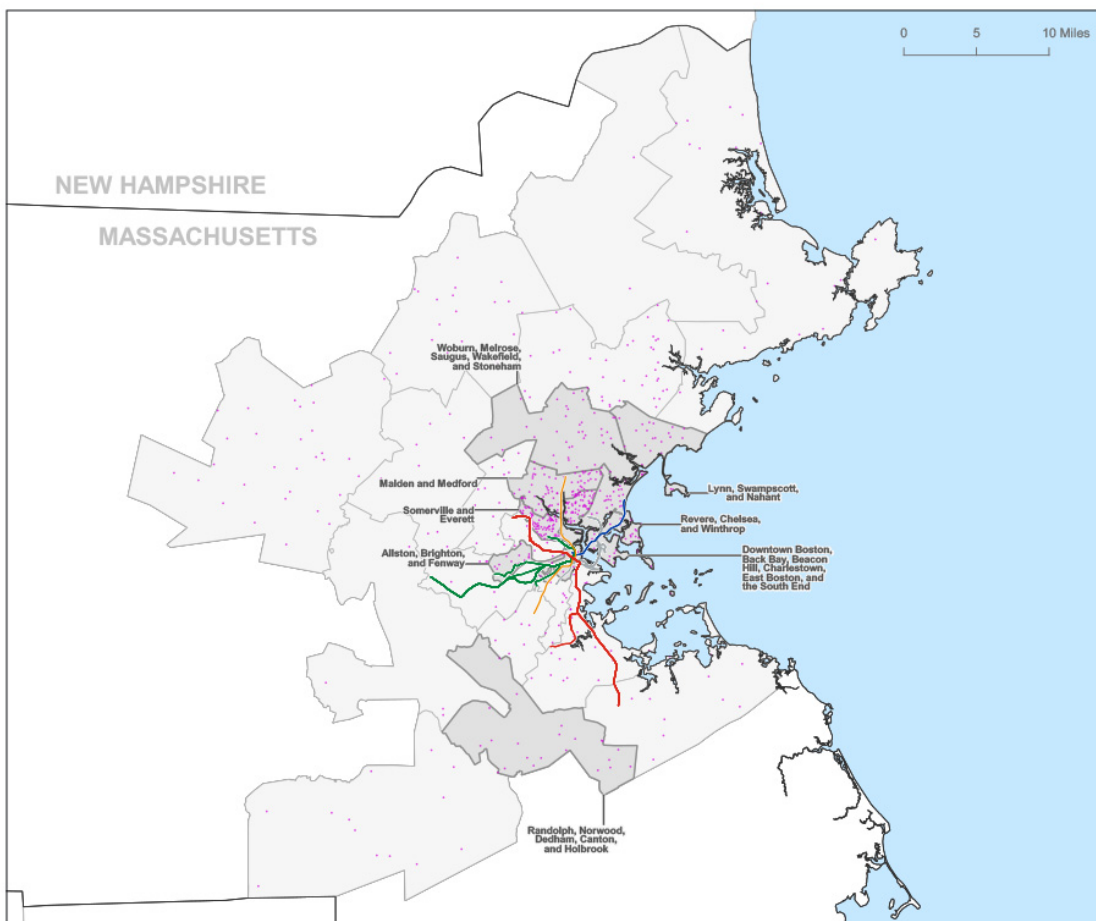 0 5 10 Miles
NEW HAMPSHIRE
MASSACHUSETTS
Woburn, Melrose,
Saugus, Wakefield,
and Stoneham
Malden and Medford
Somerville and
Everett
Allston, Brighton,
and Fenway
Lynn, Swampscott,
and Nahant
Revere, Chelsea,
and Winthrop
Downtown Boston,
Back Bay, Beacon
Hill, Charlestown,
East Boston, and
the South End
Randolph, Norwood,
Dedham, Canton,
and Holbrook